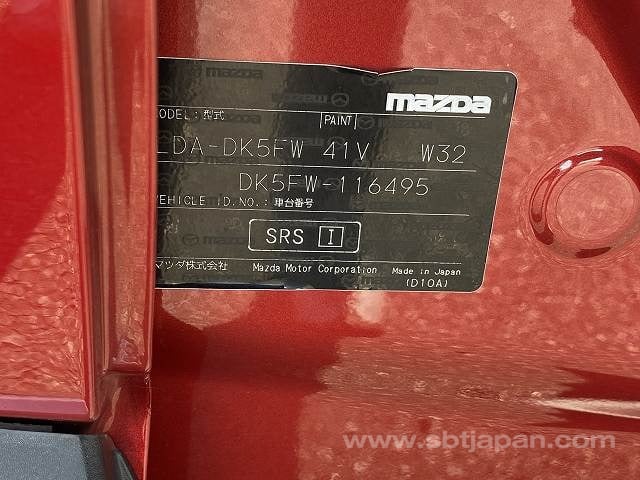 mazda
MODEL:型式 PAINT
LDA-DK5FW 41V W32
DK5FW-116495
VEHICLE ID.NO.:車台番号
SRS I
マツダ株式会社 Mazda Motor Corporation Made in Japan
(D10A)
www.sbtjapan.com